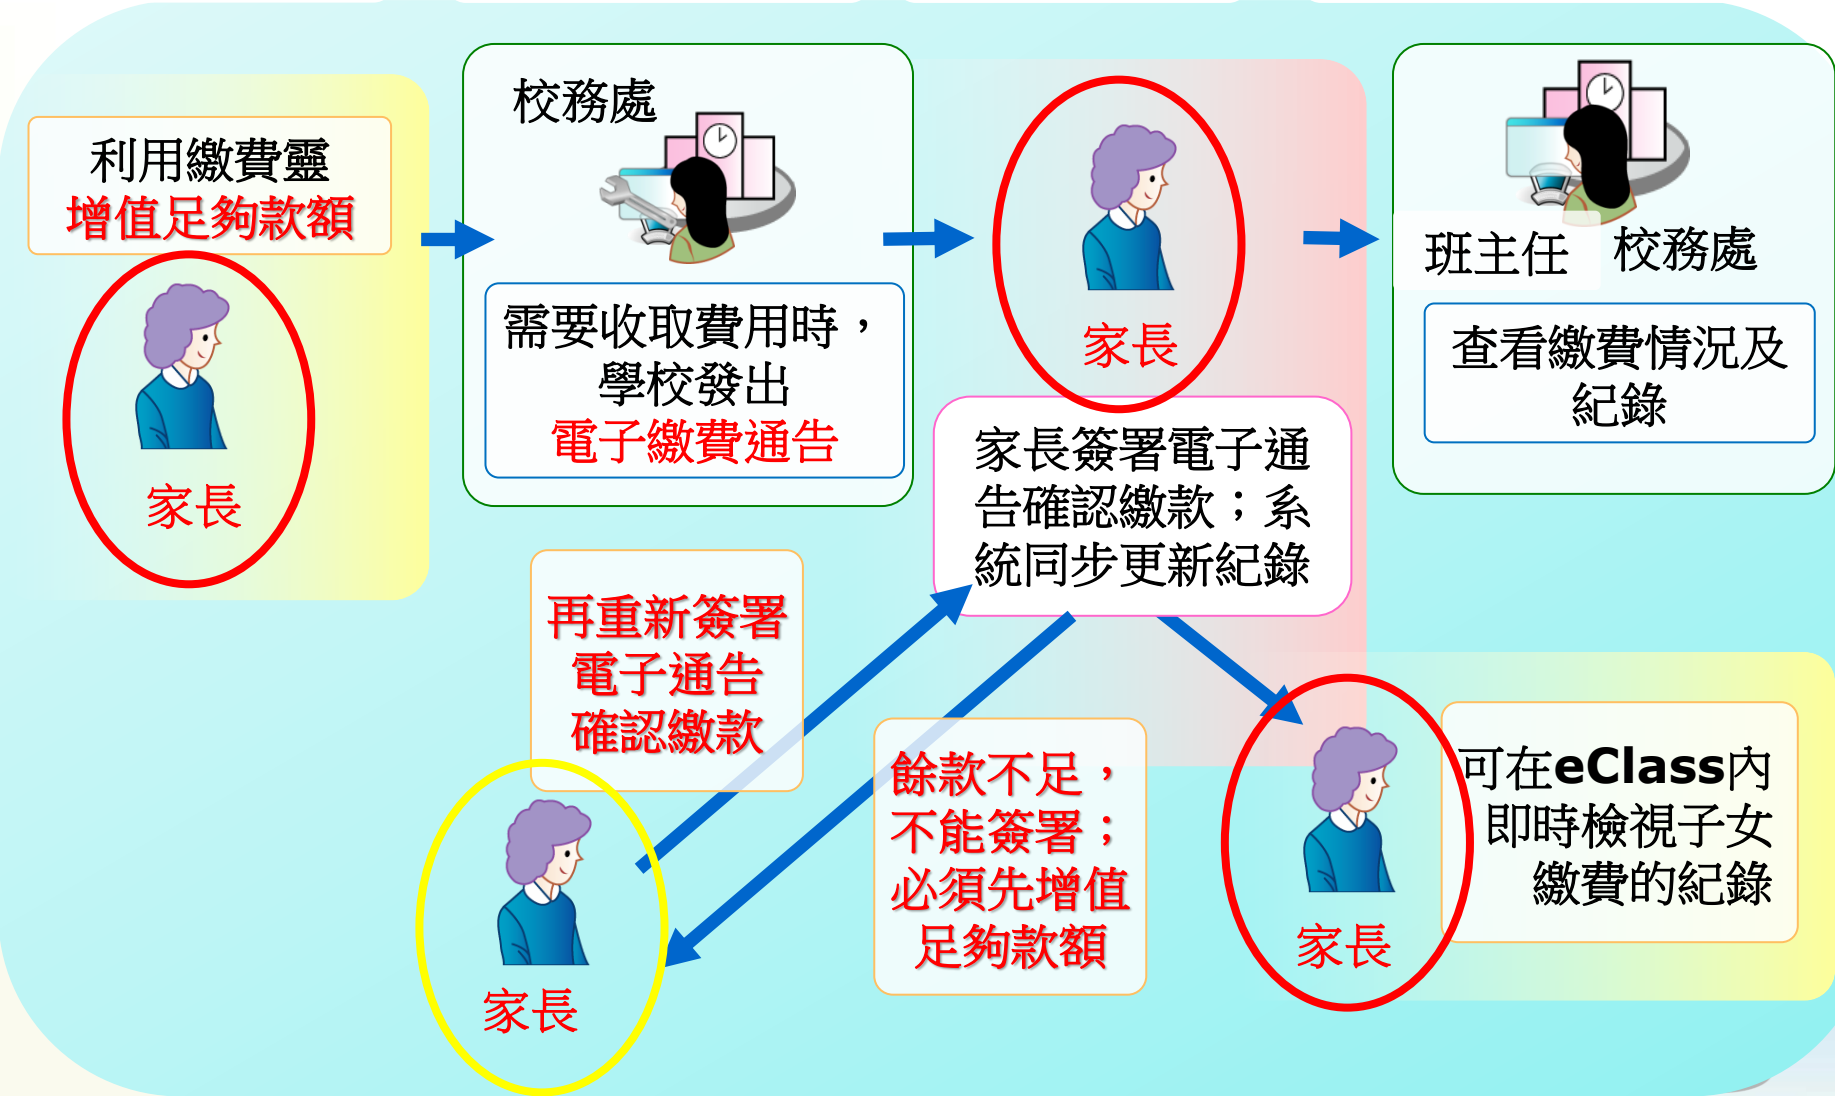 利用繳費靈
增值足夠款額
家長
校務處
需要收取費用時，
學校發出
電子繳費通告
家長
家長簽署電子通
告確認繳款；系
統同步更新紀錄
班主任
校務處
查看繳費情況及
紀錄
再重新簽署
電子通告
確認繳款
家長
餘款不足，
不能簽署；
必須先增值
足夠款額
家長
可在eClass內
即時檢視子女
繳費的紀錄